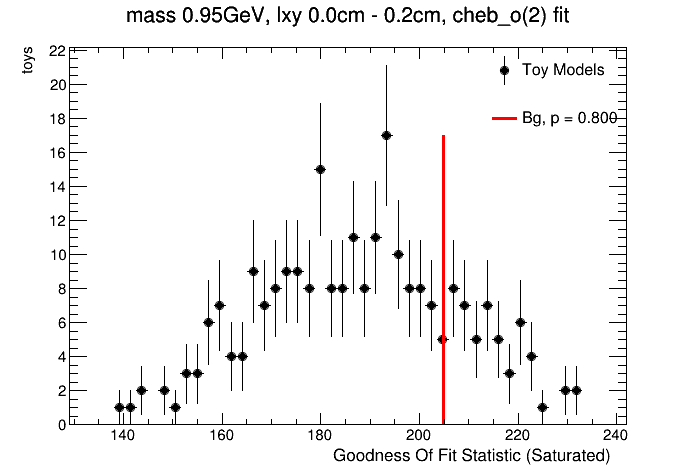 mass 0.95GeV, lxy 0.0cm - 0.2cm, cheb_o(2) fit
toys
22
20
18
16
14
12
10
8
6
4
2
0
Toy Models
Bg, p = 0.800
140 160 180 200 220 240
Goodness Of Fit Statistic (Saturated)